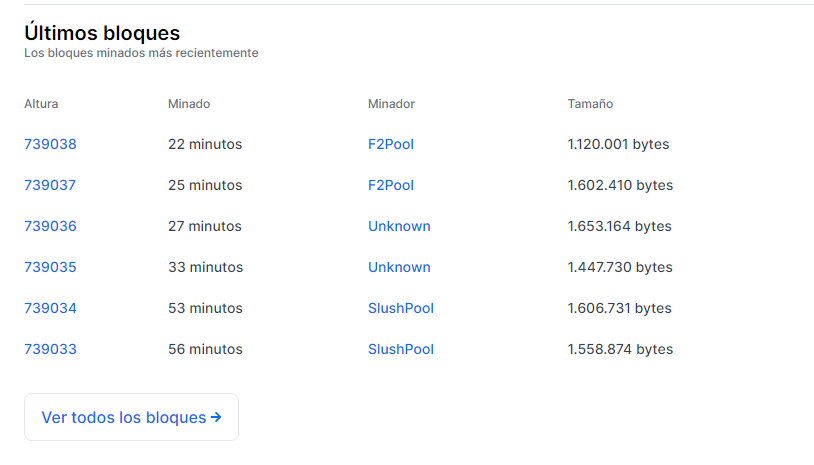 Últimos bloques
Los bloques minados más recientemente
Altura Minado Minador Tamaño
739038 22 minutos F2Pool 1.120.001 bytes
739037 25 minutos F2Pool 1.602.410 bytes
739036 27 minutos Unknown 1.653.164 bytes
739035 33 minutos Unknown 1.447.730 bytes
739034 53 minutos SlushPool 1.606.731 bytes
739033 56 minutos SlushPool 1.558.874 bytes
Ver todos los bloques →